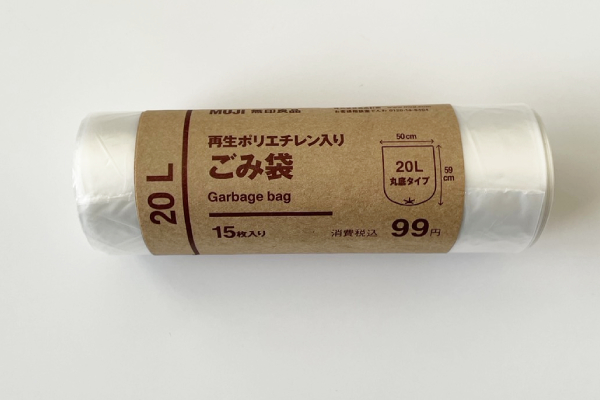 MUJI 無印良品
再生ポリエチレン入り
ごみ袋
Garbage bag
15枚入り
消費税込 99円
20L
50cm
59cm
20L
丸底タイプ